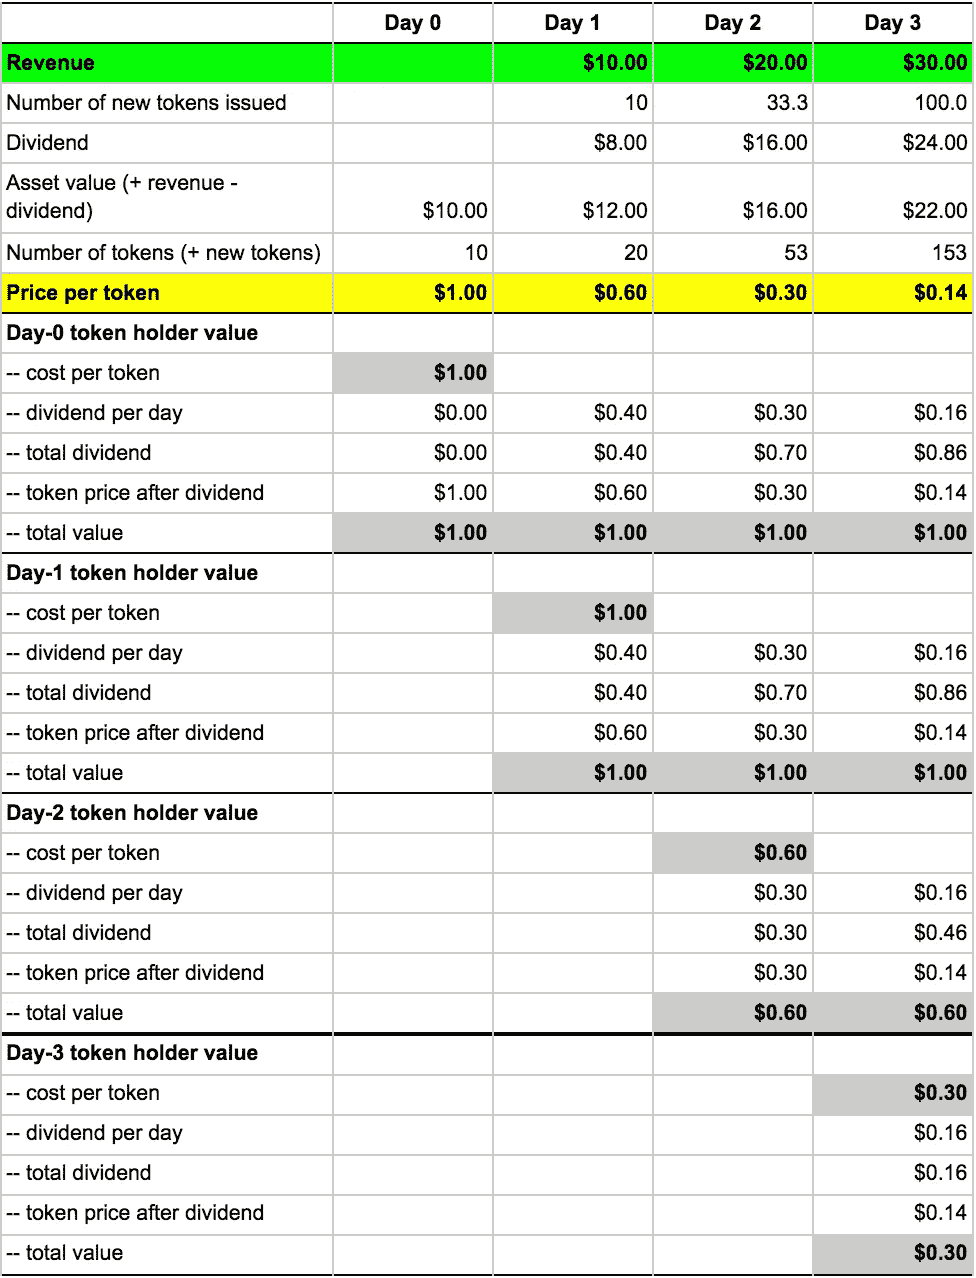 Day 0 Day 1 Day 2 Day 3
Revenue $10.00 $20.00 $30.00
Number of new tokens issued 10 33.3 100.0
Dividend $8.00 $16.00 $24.00
Asset value (+ revenue -
dividend) $10.00 $12.00 $16.00 $22.00
Number of tokens (+ new tokens) 10 20 53 153
Price per token $1.00 $0.60 $0.30 $0.14
Day-0 token holder value
-- cost per token $1.00
-- dividend per day $0.00 $0.40 $0.30 $0.16
-- total dividend $0.00 $0.40 $0.70 $0.86
-- token price after dividend $1.00 $0.60 $0.30 $0.14
-- total value $1.00 $1.00 $1.00 $1.00
Day-1 token holder value
-- cost per token $1.00
-- dividend per day $0.40 $0.30 $0.16
-- total dividend $0.40 $0.70 $0.86
-- token price after dividend $0.60 $0.30 $0.14
-- total value $1.00 $1.00 $1.00
Day-2 token holder value
-- cost per token $0.60
-- dividend per day $0.30 $0.16
-- total dividend $0.30 $0.46
-- token price after dividend $0.30 $0.14
-- total value $0.60 $0.60
Day-3 token holder value
-- cost per token $0.30
-- dividend per day $0.16
-- total dividend $0.16
-- token price after dividend $0.14
-- total value $0.30